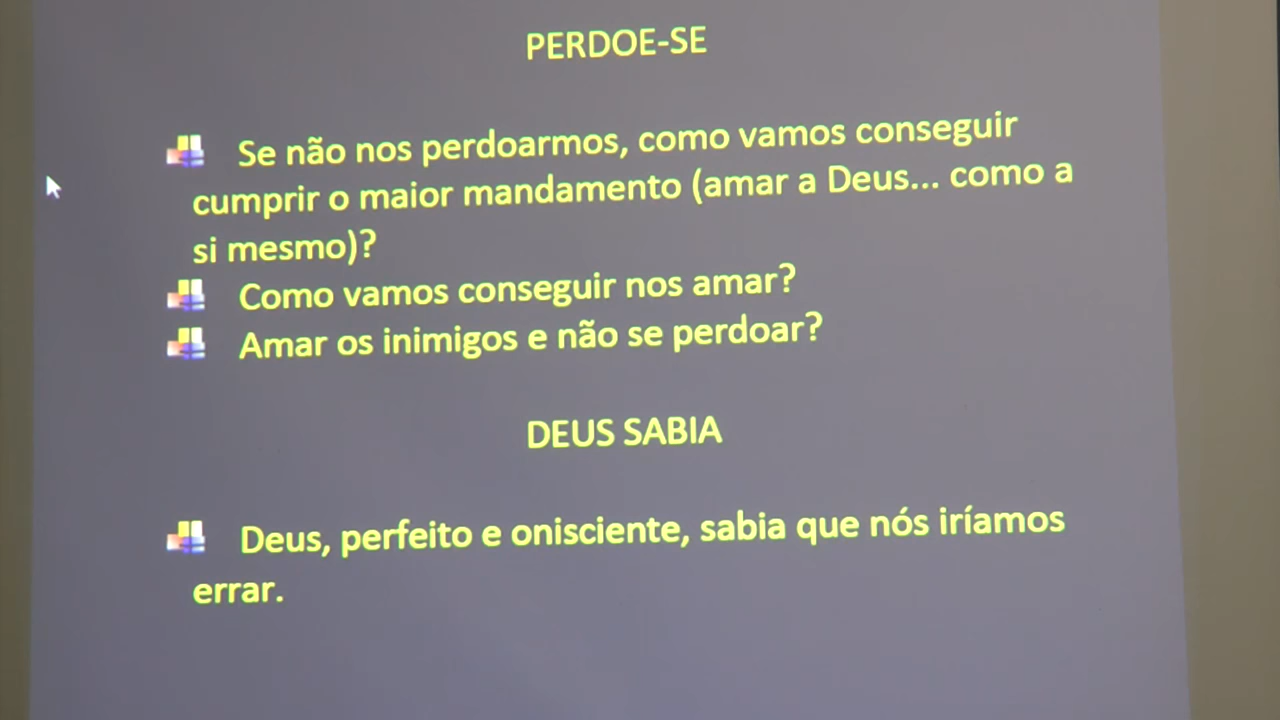 PERDOE-SE
Se não nos perdoarmos, como vamos conseguir
cumprir o maior mandamento (amar a Deus... como a
si mesmo)?
Como vamos conseguir nos amar?
Amar os inimigos e não se perdoar?
DEUS SABIA
Deus, perfeito e onisciente, sabia que nós iríamos
errar.